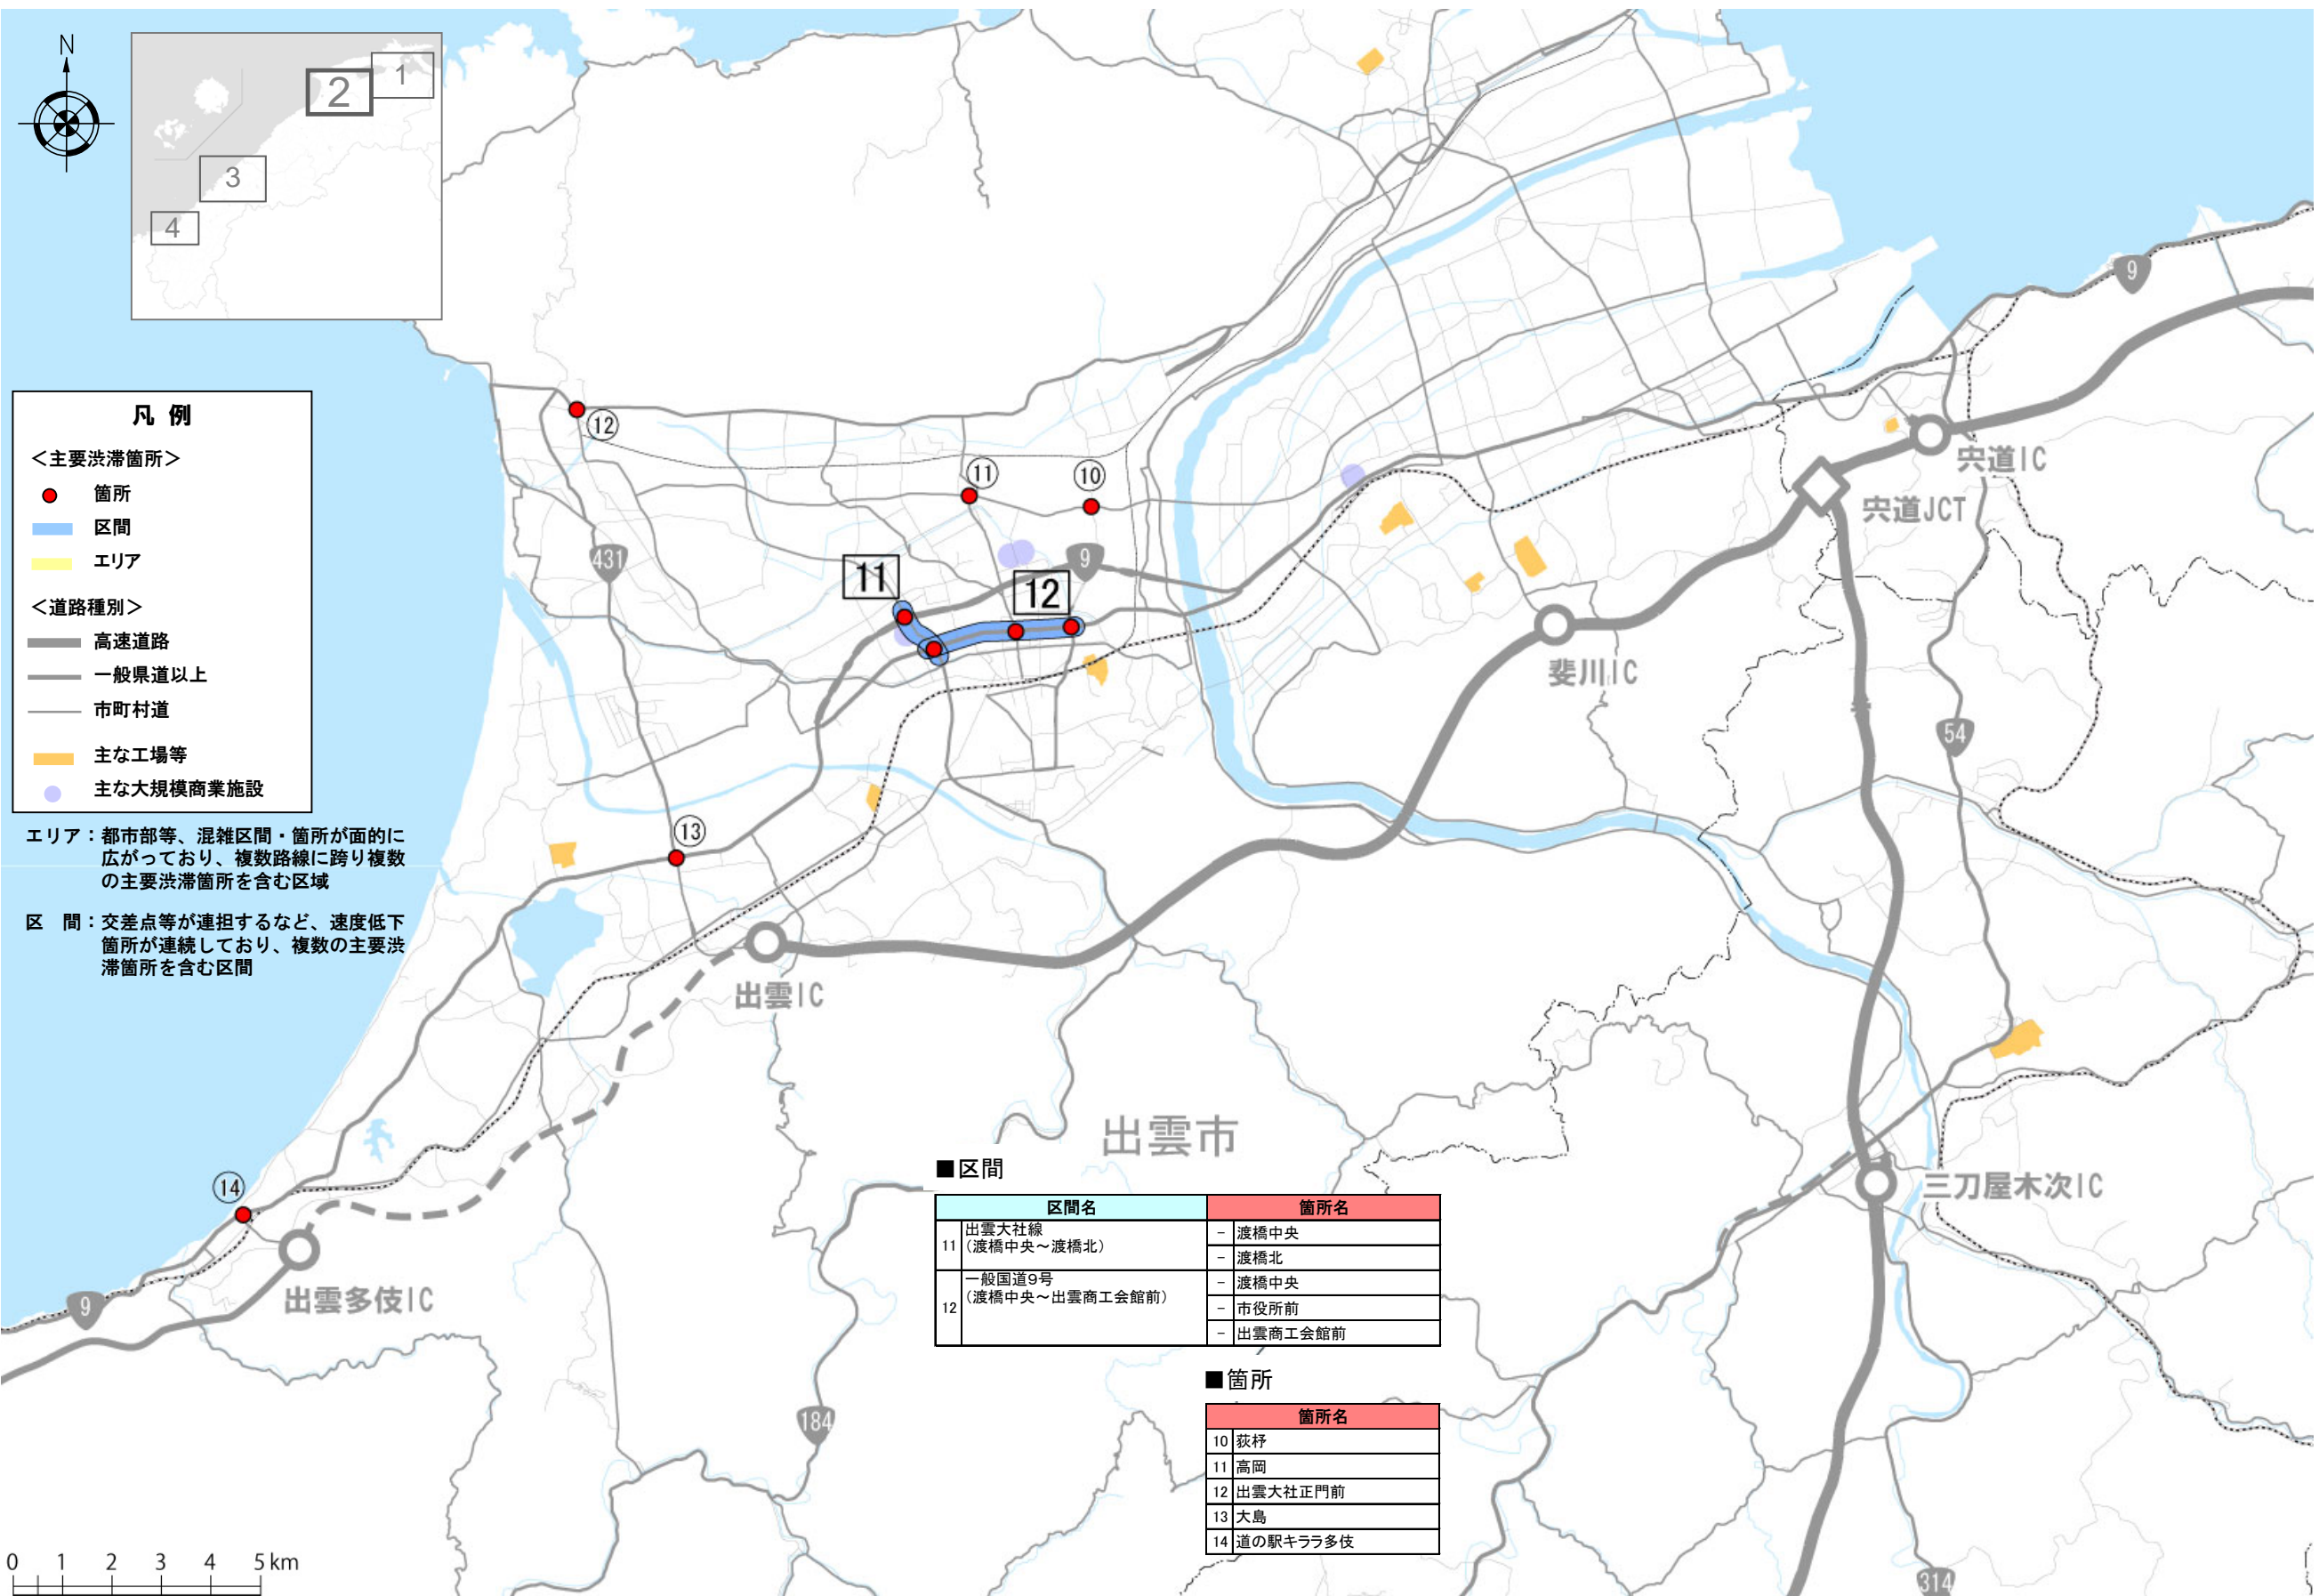 N
1
2
3
4
凡 例
＜主要渋滞箇所＞
箇所
区間
エリア
＜道路種別＞
高速道路
一般県道以上
市町村道
主な工場等
主な大規模商業施設
エリア：都市部等、混雑区間・箇所が面的に
広がっており、複数路線に跨り複数
の主要渋滞箇所を含む区域
区　間：交差点等が連担するなど、速度低下
箇所が連続しており、複数の主要渋
滞箇所を含む区間
9
宍道IC
宍道JCT
⑫
⑪
⑩
431
11
9
12
斐川IC
54
⑬
出雲IC
出雲市
⑭
三刀屋木次IC
出雲多伎IC
9
184
314
■区間
区間名 箇所名
11 出雲大社線
（渡橋中央～渡橋北）
－ 渡橋中央
－ 渡橋北
12 一般国道9号
（渡橋中央～出雲商工会館前）
－ 渡橋中央
－ 市役所前
－ 出雲商工会館前
■箇所
箇所名
10 荻杼
11 高岡
12 出雲大社正門前
13 大島
14 道の駅キララ多伎
0 1 2 3 4 5 km